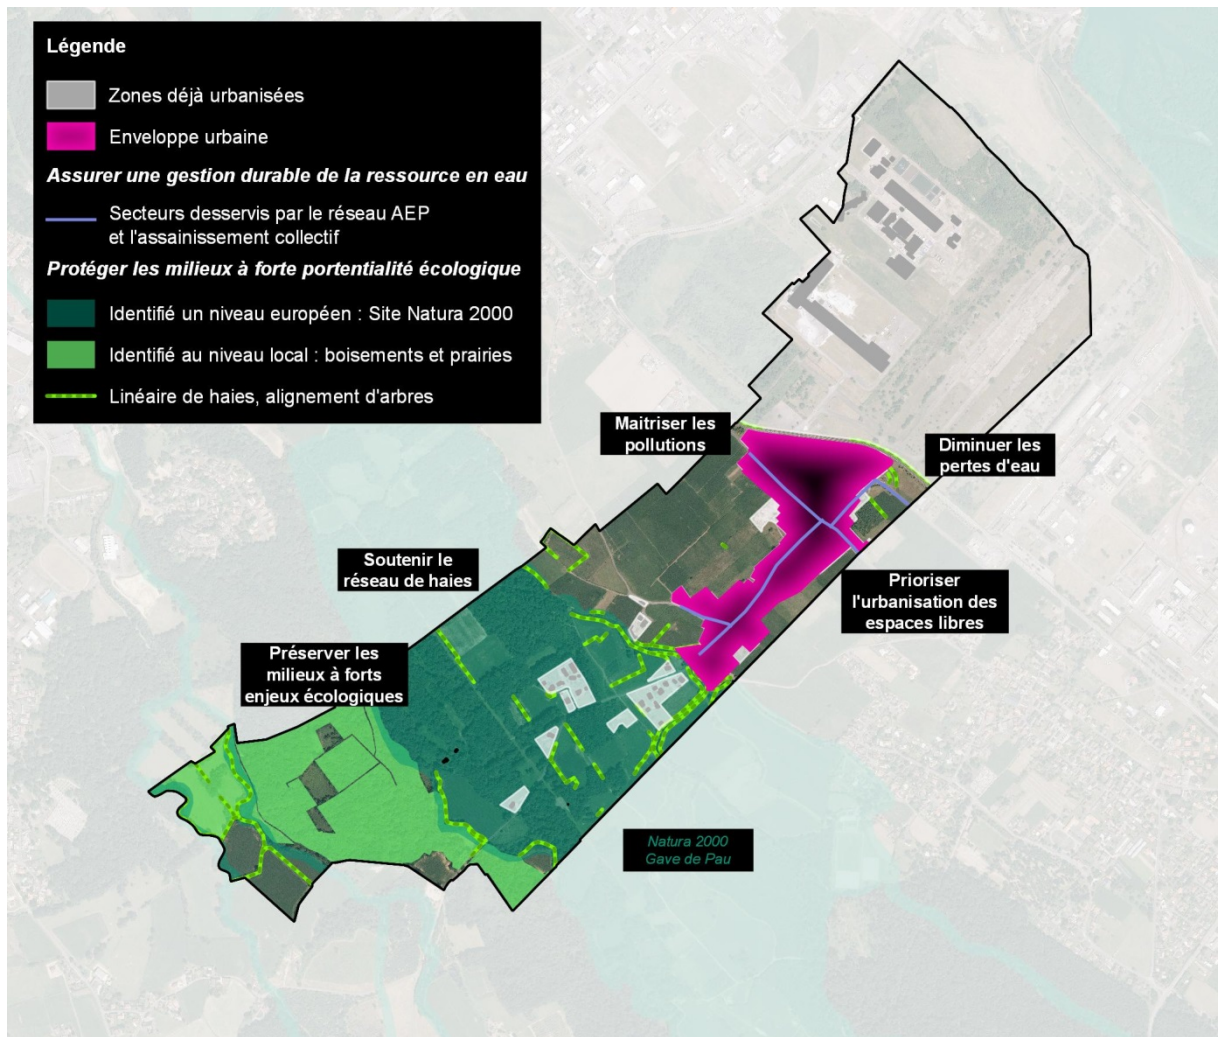 Légende
Zones déjà urbanisées
Enveloppe urbaine
Assurer une gestion durable de la ressource en eau
Secteurs desservis par le réseau AEP
et l'assainissement collectif
Protéger les milieux à forte portentialité écologique
Identifié un niveau européen : Site Natura 2000
Identifié au niveau local : boisements et prairies
Linéaire de haies, alignement d'arbres
Maitriser les
pollutions
Diminuer les
pertes d'eau
Soutenir le
réseau de haies
Prioriser
l'urbanisation des
espaces libres
Préserver les
milieux à forts
enjeux écologiques
Natura 2000
Gave de Pau